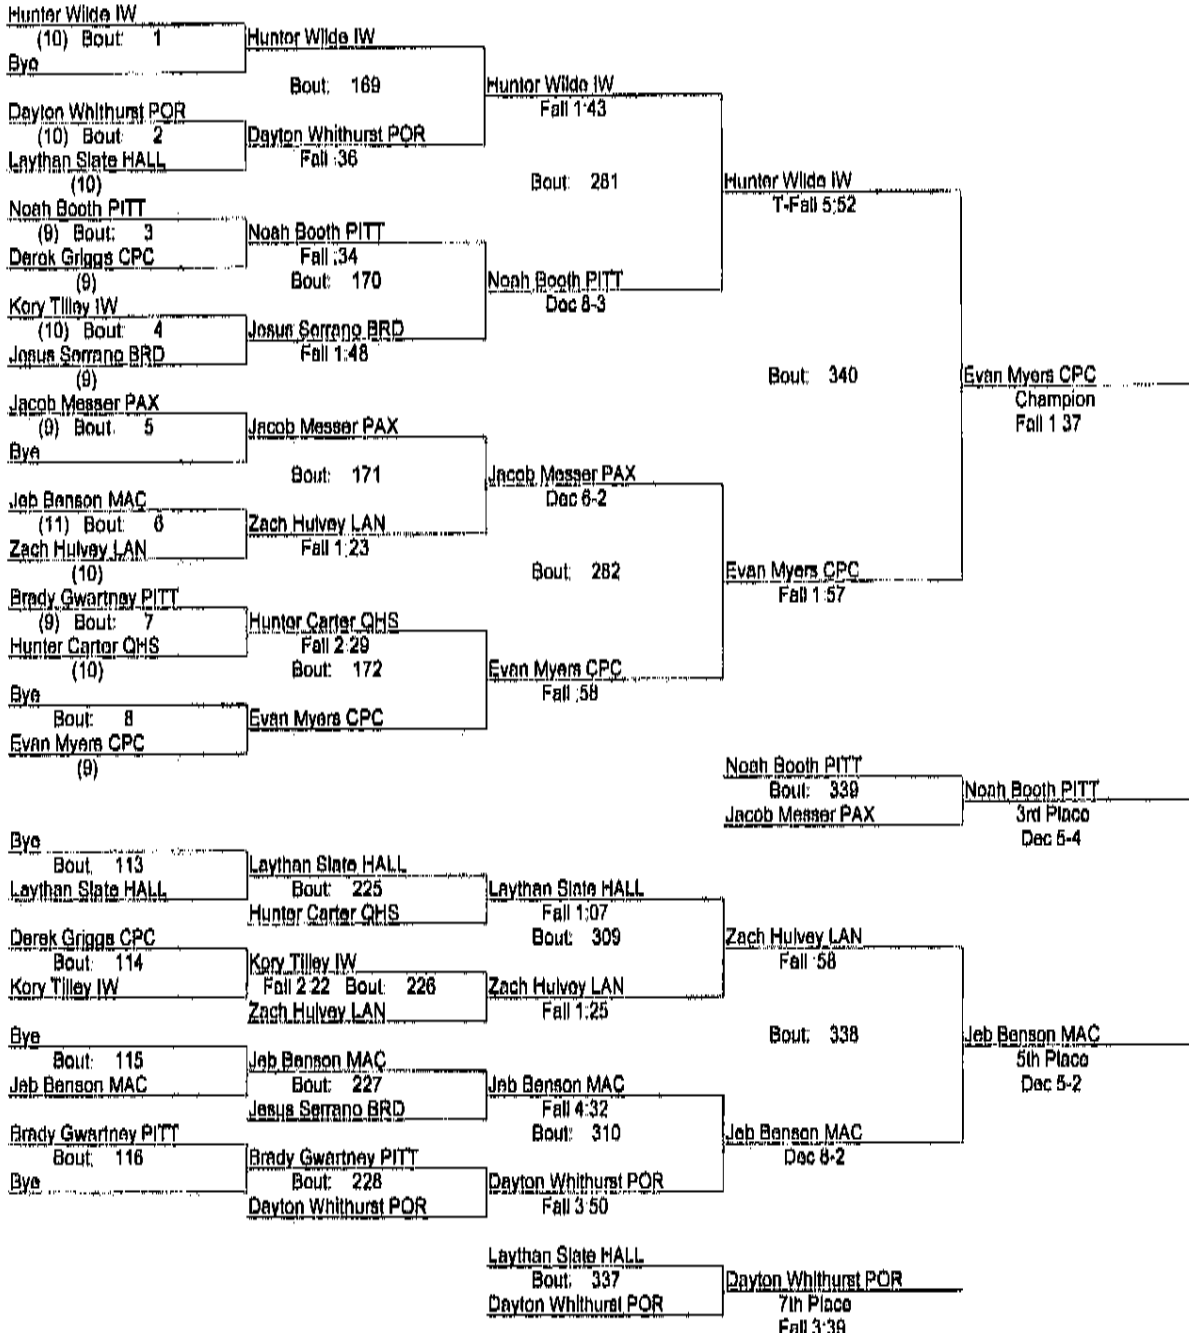 Hunter Wilde IW
(10) Bout: 1
Bye
Hunter Wilde IW
Bout: 169
Dayton Whithurst POR
(10) Bout: 2
Laythan Slate HALL
(10)
Dayton Whithurst POR
Fall :36
Hunter Wilde IW
Fall 1:43
Bout: 281
Noah Booth PITT
(9) Bout: 3
Derek Griggs CPC
(9)
Noah Booth PITT
Fall :34
Bout: 170
Kory Tilley IW
(10) Bout: 4
Jesus Serrano BRD
(9)
Jesus Serrano BRD
Fall 1:48
Noah Booth PITT
Dec 8-3
Hunter Wilde IW
T-Fall 5:52
Bout: 340
Jacob Messer PAX
(9) Bout: 5
Bye
Jacob Messer PAX
Bout: 171
Jeb Benson MAC
(11) Bout: 6
Zach Hulvey LAN
(10)
Zach Hulvey LAN
Fall 1:23
Jacob Messer PAX
Dec 6-2
Bout: 282
Brady Gwartney PITT
(9) Bout: 7
Hunter Carter QHS
(10)
Hunter Carter QHS
Fall 2:29
Bout: 172
Bye
Bout: 8
Evan Myers CPC
(9)
Evan Myers CPC
Evan Myers CPC
Fall :58
Evan Myers CPC
Fall 1:57
Evan Myers CPC
Champion
Fall 1:37
Noah Booth PITT
Bout: 339
Jacob Messer PAX
Noah Booth PITT
3rd Place
Dec 5-4
Bye
Bout: 113
Laythan Slate HALL
Laythan Slate HALL
Bout: 225
Hunter Carter QHS
Laythan Slate HALL
Fall 1:07
Bout: 309
Derek Griggs CPC
Bout: 114
Kory Tilley IW
Kory Tilley IW
Fall 2:22 Bout: 226
Zach Hulvey LAN
Zach Hulvey LAN
Fall 1:25
Zach Hulvey LAN
Fall :58
Bout: 338
Bye
Bout: 115
Jeb Benson MAC
Jeb Benson MAC
Bout: 227
Jesus Serrano BRD
Jeb Benson MAC
Fall 4:32
Bout: 310
Brady Gwartney PITT
Bout: 116
Bye
Brady Gwartney PITT
Bout: 228
Dayton Whithurst POR
Dayton Whithurst POR
Fall 3:50
Jeb Benson MAC
Dec 8-2
Jeb Benson MAC
5th Place
Dec 5-2
Laythan Slate HALL
Bout: 337
Dayton Whithurst POR
Dayton Whithurst POR
7th Place
Fall 3:39